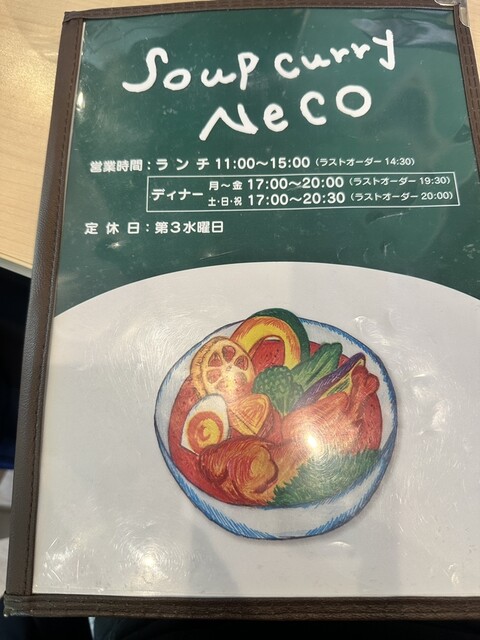 Soup curry
NeCO
営業時間：ランチ 11:00〜15:00（ラストオーダー 14:30）
ディナー 月〜金 17:00〜20:00（ラストオーダー 19:30）
土・日・祝 17:00〜20:30（ラストオーダー 20:00）
定休日：第3水曜日